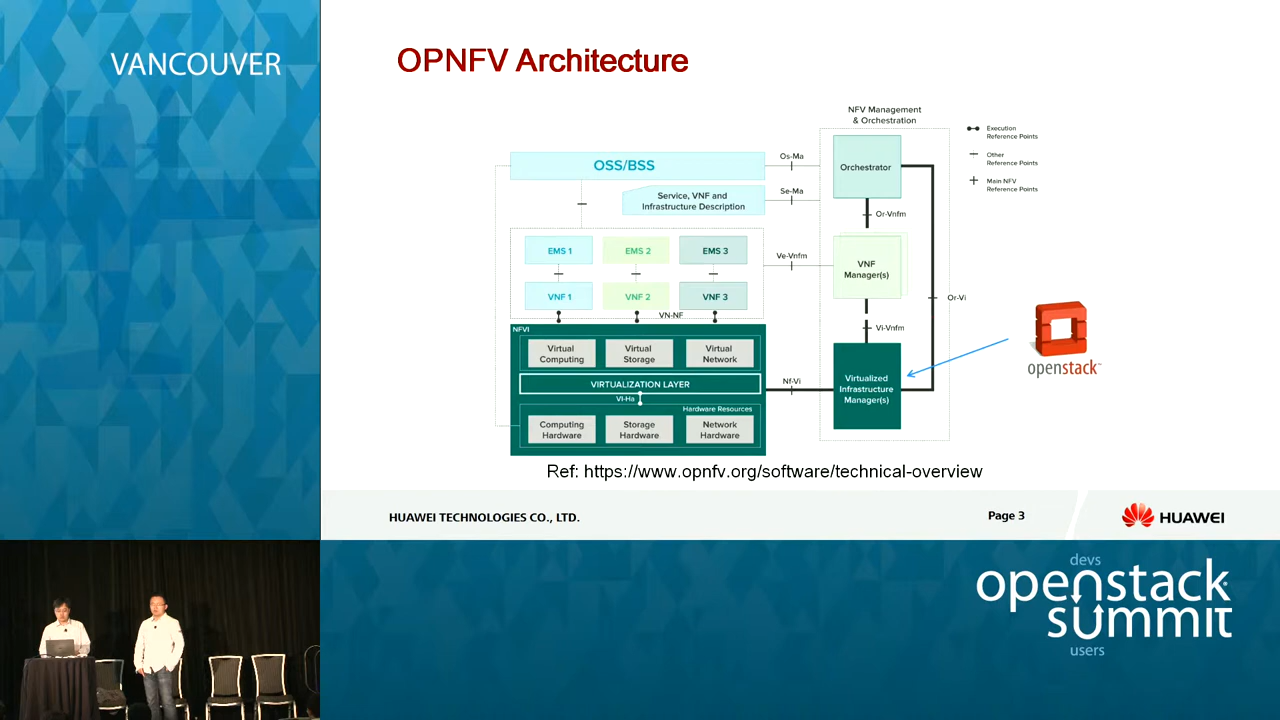 VANCOUVER
OPNFV Architecture
NFV Management
& Orchestration
OSS/BSS
Os-Ma
Orchestrator
Execution
Reference Points
Other
Reference Points
Main NFV
Reference Points
Service, VNF and
Infrastructure Description
Se-Ma
Or-Vnfm
EMS 1
EMS 2
EMS 3
Ve-Vnfm
VNF
Manager(s)
VNF 1
VNF 2
VNF 3
Or-Vi
VN-NF
NFVI
Vi-Vnfm
Virtual
Computing
Virtual
Storage
Virtual
Network
openstack™
VIRTUALIZATION LAYER
Nf-Vi
Virtualized
Infrastructure
Manager(s)
VI-Ha
Hardware Resources
Computing
Hardware
Storage
Hardware
Network
Hardware
Ref: https://www.opnfv.org/software/technical-overview
HUAWEI TECHNOLOGIES CO., LTD.
Page 3
HUAWEI
devs
openstack
summit
users